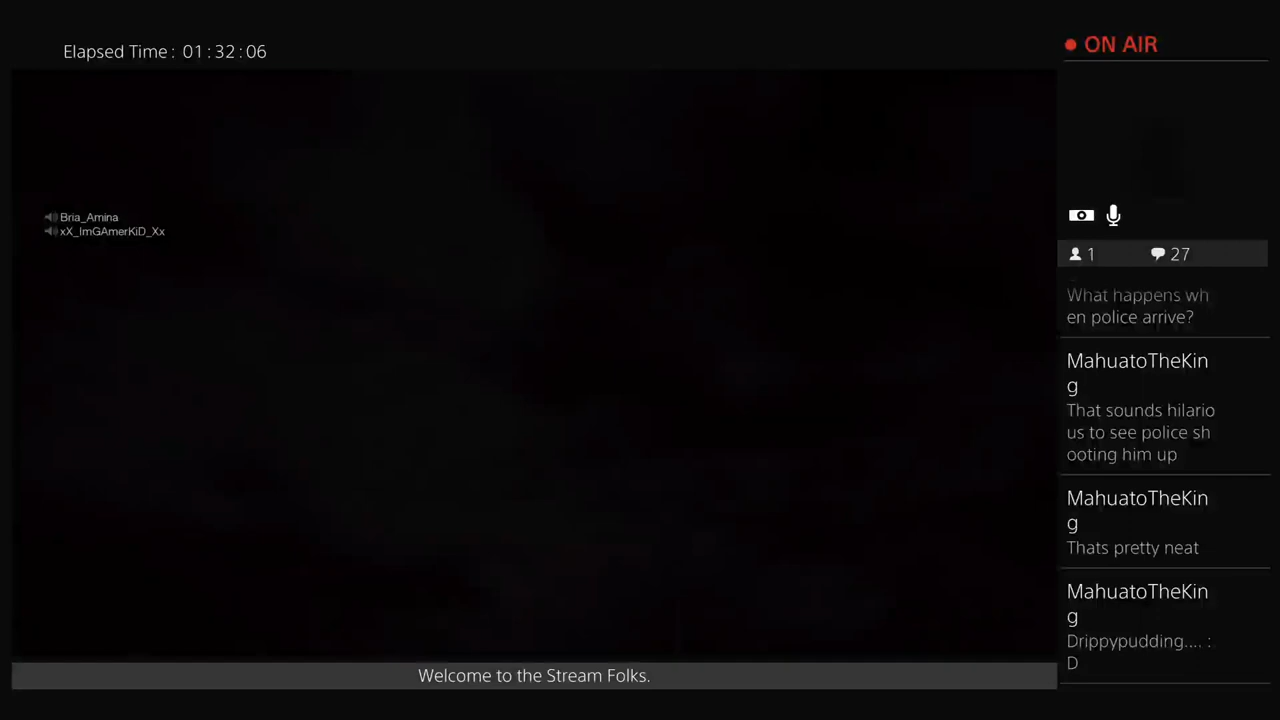 Elapsed Time: 01:32:06
ON AIR
Bria_Amina
xX_ImGAmerKiD_Xx
1 27
What happens wh
en police arrive?
MahuatoTheKin
g
That sounds hilario
us to see police sh
ooting him up
MahuatoTheKin
g
Thats pretty neat
MahuatoTheKin
g
Drippypudding.... :
D
Welcome to the Stream Folks.